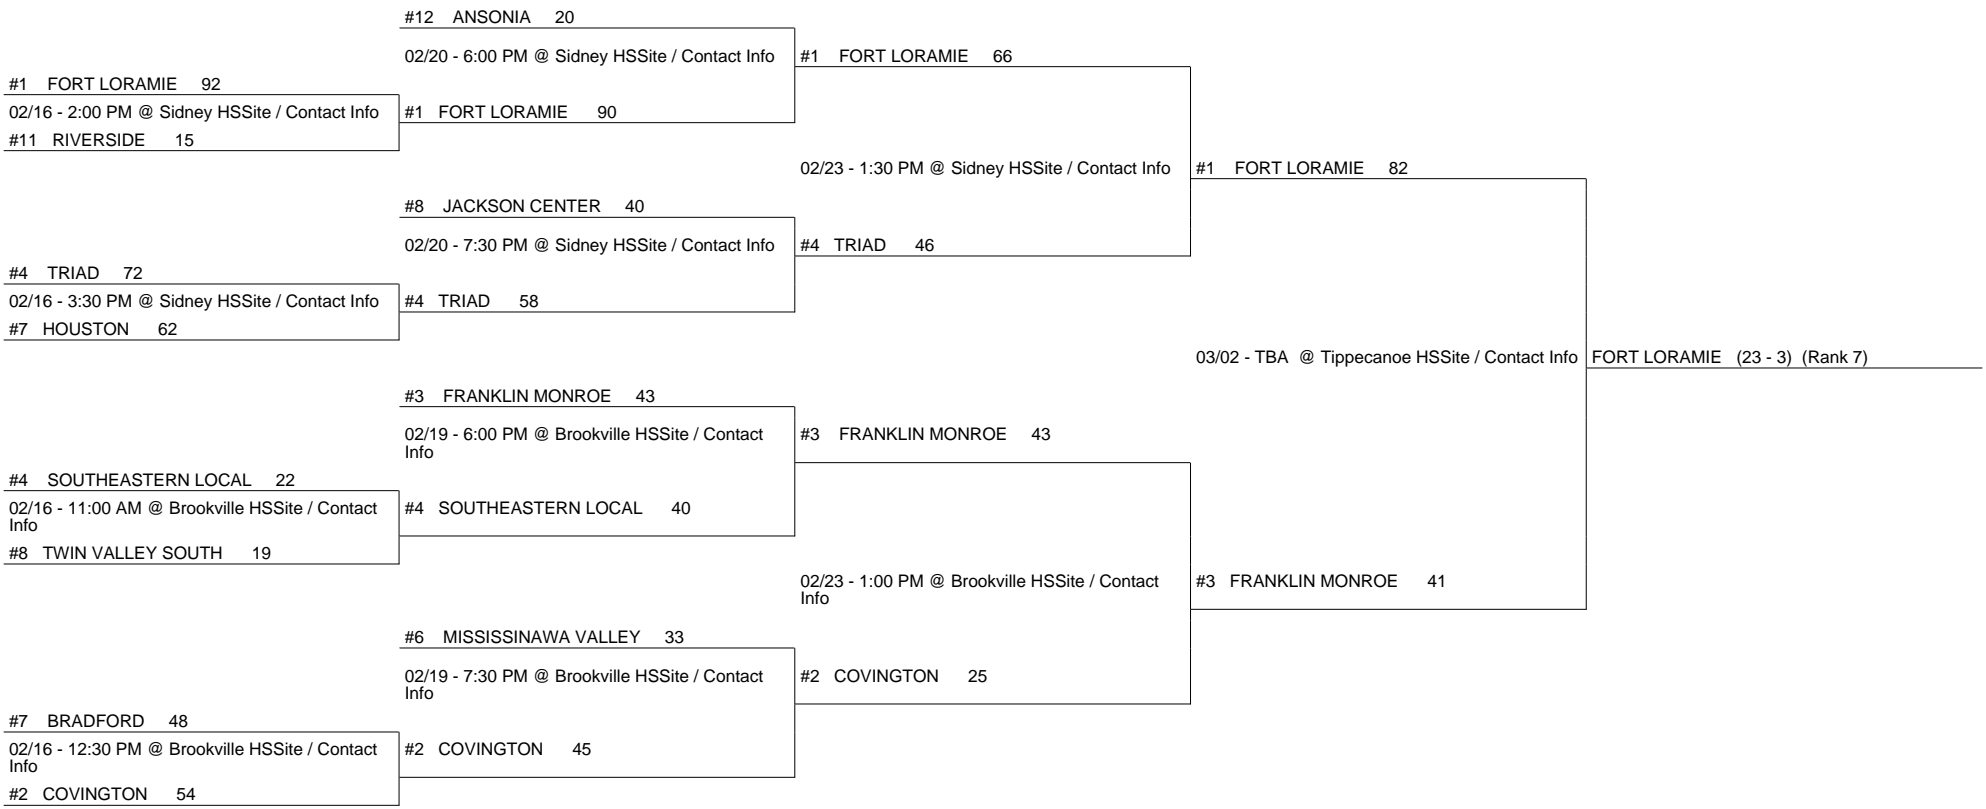 #12 ANSONIA 20
02/20 - 6:00 PM @ Sidney HSSite / Contact Info
#1 FORT LORAMIE 66
#1 FORT LORAMIE 92
02/16 - 2:00 PM @ Sidney HSSite / Contact Info
#1 FORT LORAMIE 90
#11 RIVERSIDE 15
02/23 - 1:30 PM @ Sidney HSSite / Contact Info
#1 FORT LORAMIE 82
#8 JACKSON CENTER 40
02/20 - 7:30 PM @ Sidney HSSite / Contact Info
#4 TRIAD 46
#4 TRIAD 72
02/16 - 3:30 PM @ Sidney HSSite / Contact Info
#4 TRIAD 58
#7 HOUSTON 62
03/02 - TBA @ Tippecanoe HSSite / Contact Info
FORT LORAMIE (23 - 3) (Rank 7)
#3 FRANKLIN MONROE 43
02/19 - 6:00 PM @ Brookville HSSite / Contact
Info
#3 FRANKLIN MONROE 43
#4 SOUTHEASTERN LOCAL 22
02/16 - 11:00 AM @ Brookville HSSite / Contact
Info
#4 SOUTHEASTERN LOCAL 40
#8 TWIN VALLEY SOUTH 19
02/23 - 1:00 PM @ Brookville HSSite / Contact
Info
#3 FRANKLIN MONROE 41
#6 MISSISSINAWA VALLEY 33
02/19 - 7:30 PM @ Brookville HSSite / Contact
Info
#2 COVINGTON 25
#7 BRADFORD 48
02/16 - 12:30 PM @ Brookville HSSite / Contact
Info
#2 COVINGTON 45
#2 COVINGTON 54